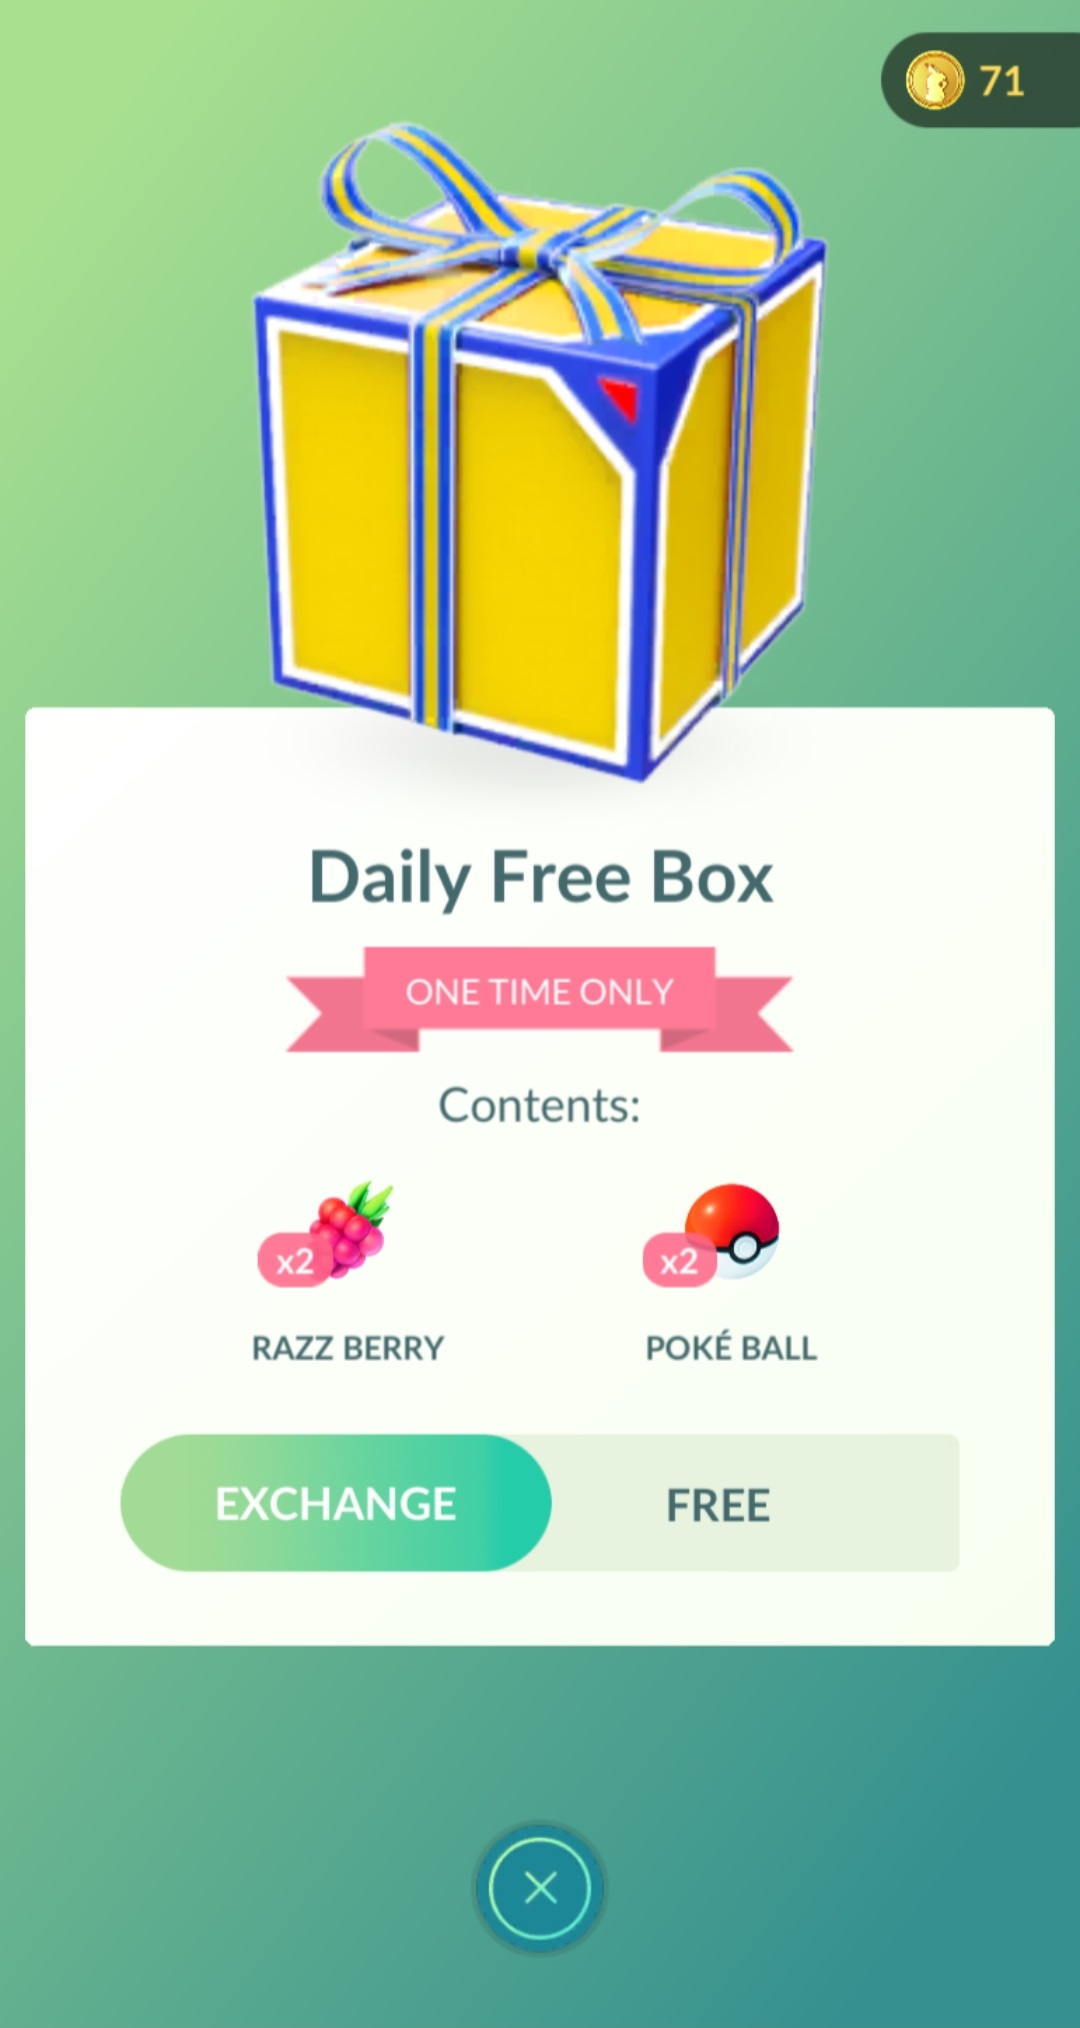 71
Daily Free Box
ONE TIME ONLY
Contents:
x2 x2
RAZZ BERRY POKÉ BALL
EXCHANGE FREE